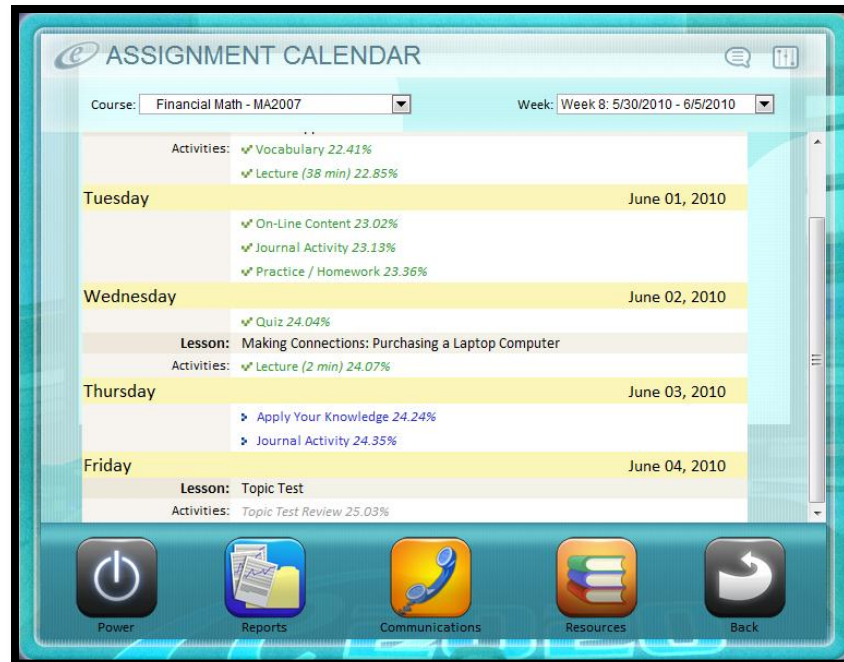 e ASSIGNMENT CALENDAR
Course: Financial Math - MA2007 Week: Week 8: 5/30/2010 - 6/5/2010
Activities: Vocabulary 22.41%
Lecture (38 min) 22.85%
Tuesday June 01, 2010
On-Line Content 23.02%
Journal Activity 23.13%
Practice / Homework 23.36%
Wednesday June 02, 2010
Quiz 24.04%
Lesson: Making Connections: Purchasing a Laptop Computer
Activities: Lecture (2 min) 24.07%
Thursday June 03, 2010
Apply Your Knowledge 24.24%
Journal Activity 24.35%
Friday June 04, 2010
Lesson: Topic Test
Activities: Topic Test Review 25.03%
Power Reports Communications Resources Back